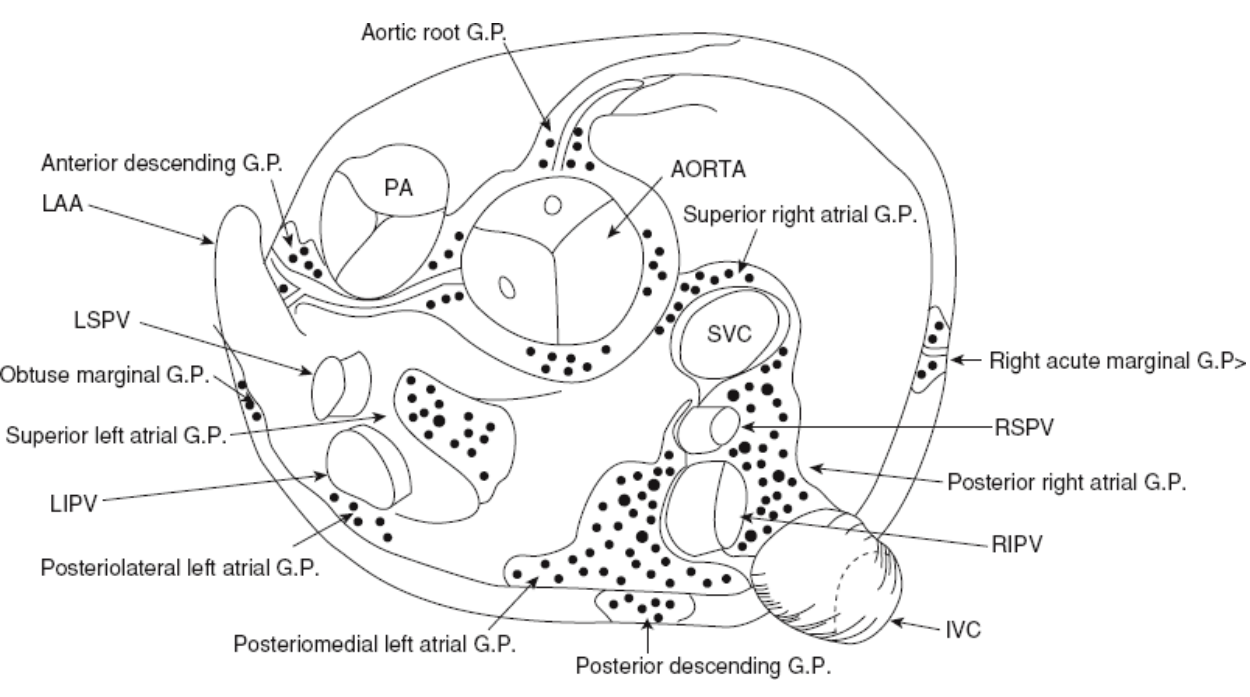 Aortic root G.P.
Anterior descending G.P.
PA
AORTA
LAA
Superior right atrial G.P.
LSPV
SVC
Right acute marginal G.P>
Obtuse marginal G.P.
Superior left atrial G.P.
RSPV
Posterior right atrial G.P.
LIPV
RIPV
Posteriolateral left atrial G.P.
IVC
Posteriomedial left atrial G.P.
Posterior descending G.P.